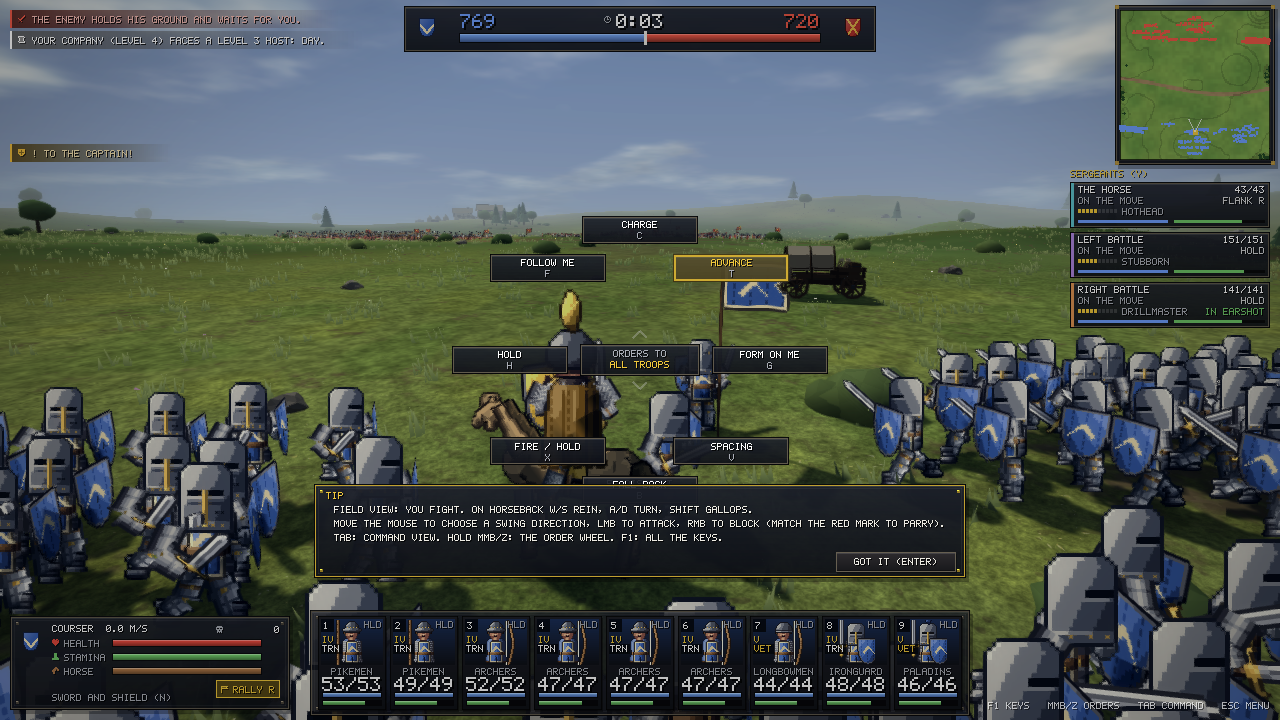 THE ENEMY HOLDS HIS GROUND AND WAITS FOR YOU.
YOUR COMPANY (LEVEL 4) FACES A LEVEL 3 HOST: DAY.
769 0:03 720
! TO THE CAPTAIN!
SERGEANTS (Y)
THE HORSE 43/43
ON THE MOVE FLANK R
HOTHEAD
LEFT BATTLE 151/151
ON THE MOVE HOLD
STUBBORN
RIGHT BATTLE 141/141
ON THE MOVE HOLD
DRILLMASTER IN EARSHOT
CHARGE
C
FOLLOW ME
F
ADVANCE
T
HOLD
H
ORDERS TO
ALL TROOPS
FORM ON ME
G
FIRE / HOLD
X
SPACING
V
FALL BACK
TIP
FIELD VIEW: YOU FIGHT. ON HORSEBACK W/S REIN, A/D TURN, SHIFT GALLOPS.
MOVE THE MOUSE TO CHOOSE A SWING DIRECTION, LMB TO ATTACK, RMB TO BLOCK (MATCH THE RED MARK TO PARRY).
TAB: COMMAND VIEW. HOLD MMB/Z: THE ORDER WHEEL. F1: ALL THE KEYS.
GOT IT (ENTER)
COURSER 0.0 M/S 0
HEALTH
STAMINA
HORSE
SWORD AND SHIELD (N)
RALLY R
1 HLD
IV
TRN
PIKEMEN
53/53
2 HLD
IV
TRN
PIKEMEN
49/49
3 HLD
IV
TRN
ARCHERS
52/52
4 HLD
IV
TRN
ARCHERS
47/47
5 HLD
IV
TRN
ARCHERS
47/47
6 HLD
IV
TRN
ARCHERS
47/47
7 HLD
V
VET
LONGBOWMEN
44/44
8 HLD
IV
TRN
IRONGUARD
48/48
9 HLD
V
VET
PALADINS
46/46
F1 KEYS MMB/Z ORDERS TAB COMMAND ESC MENU